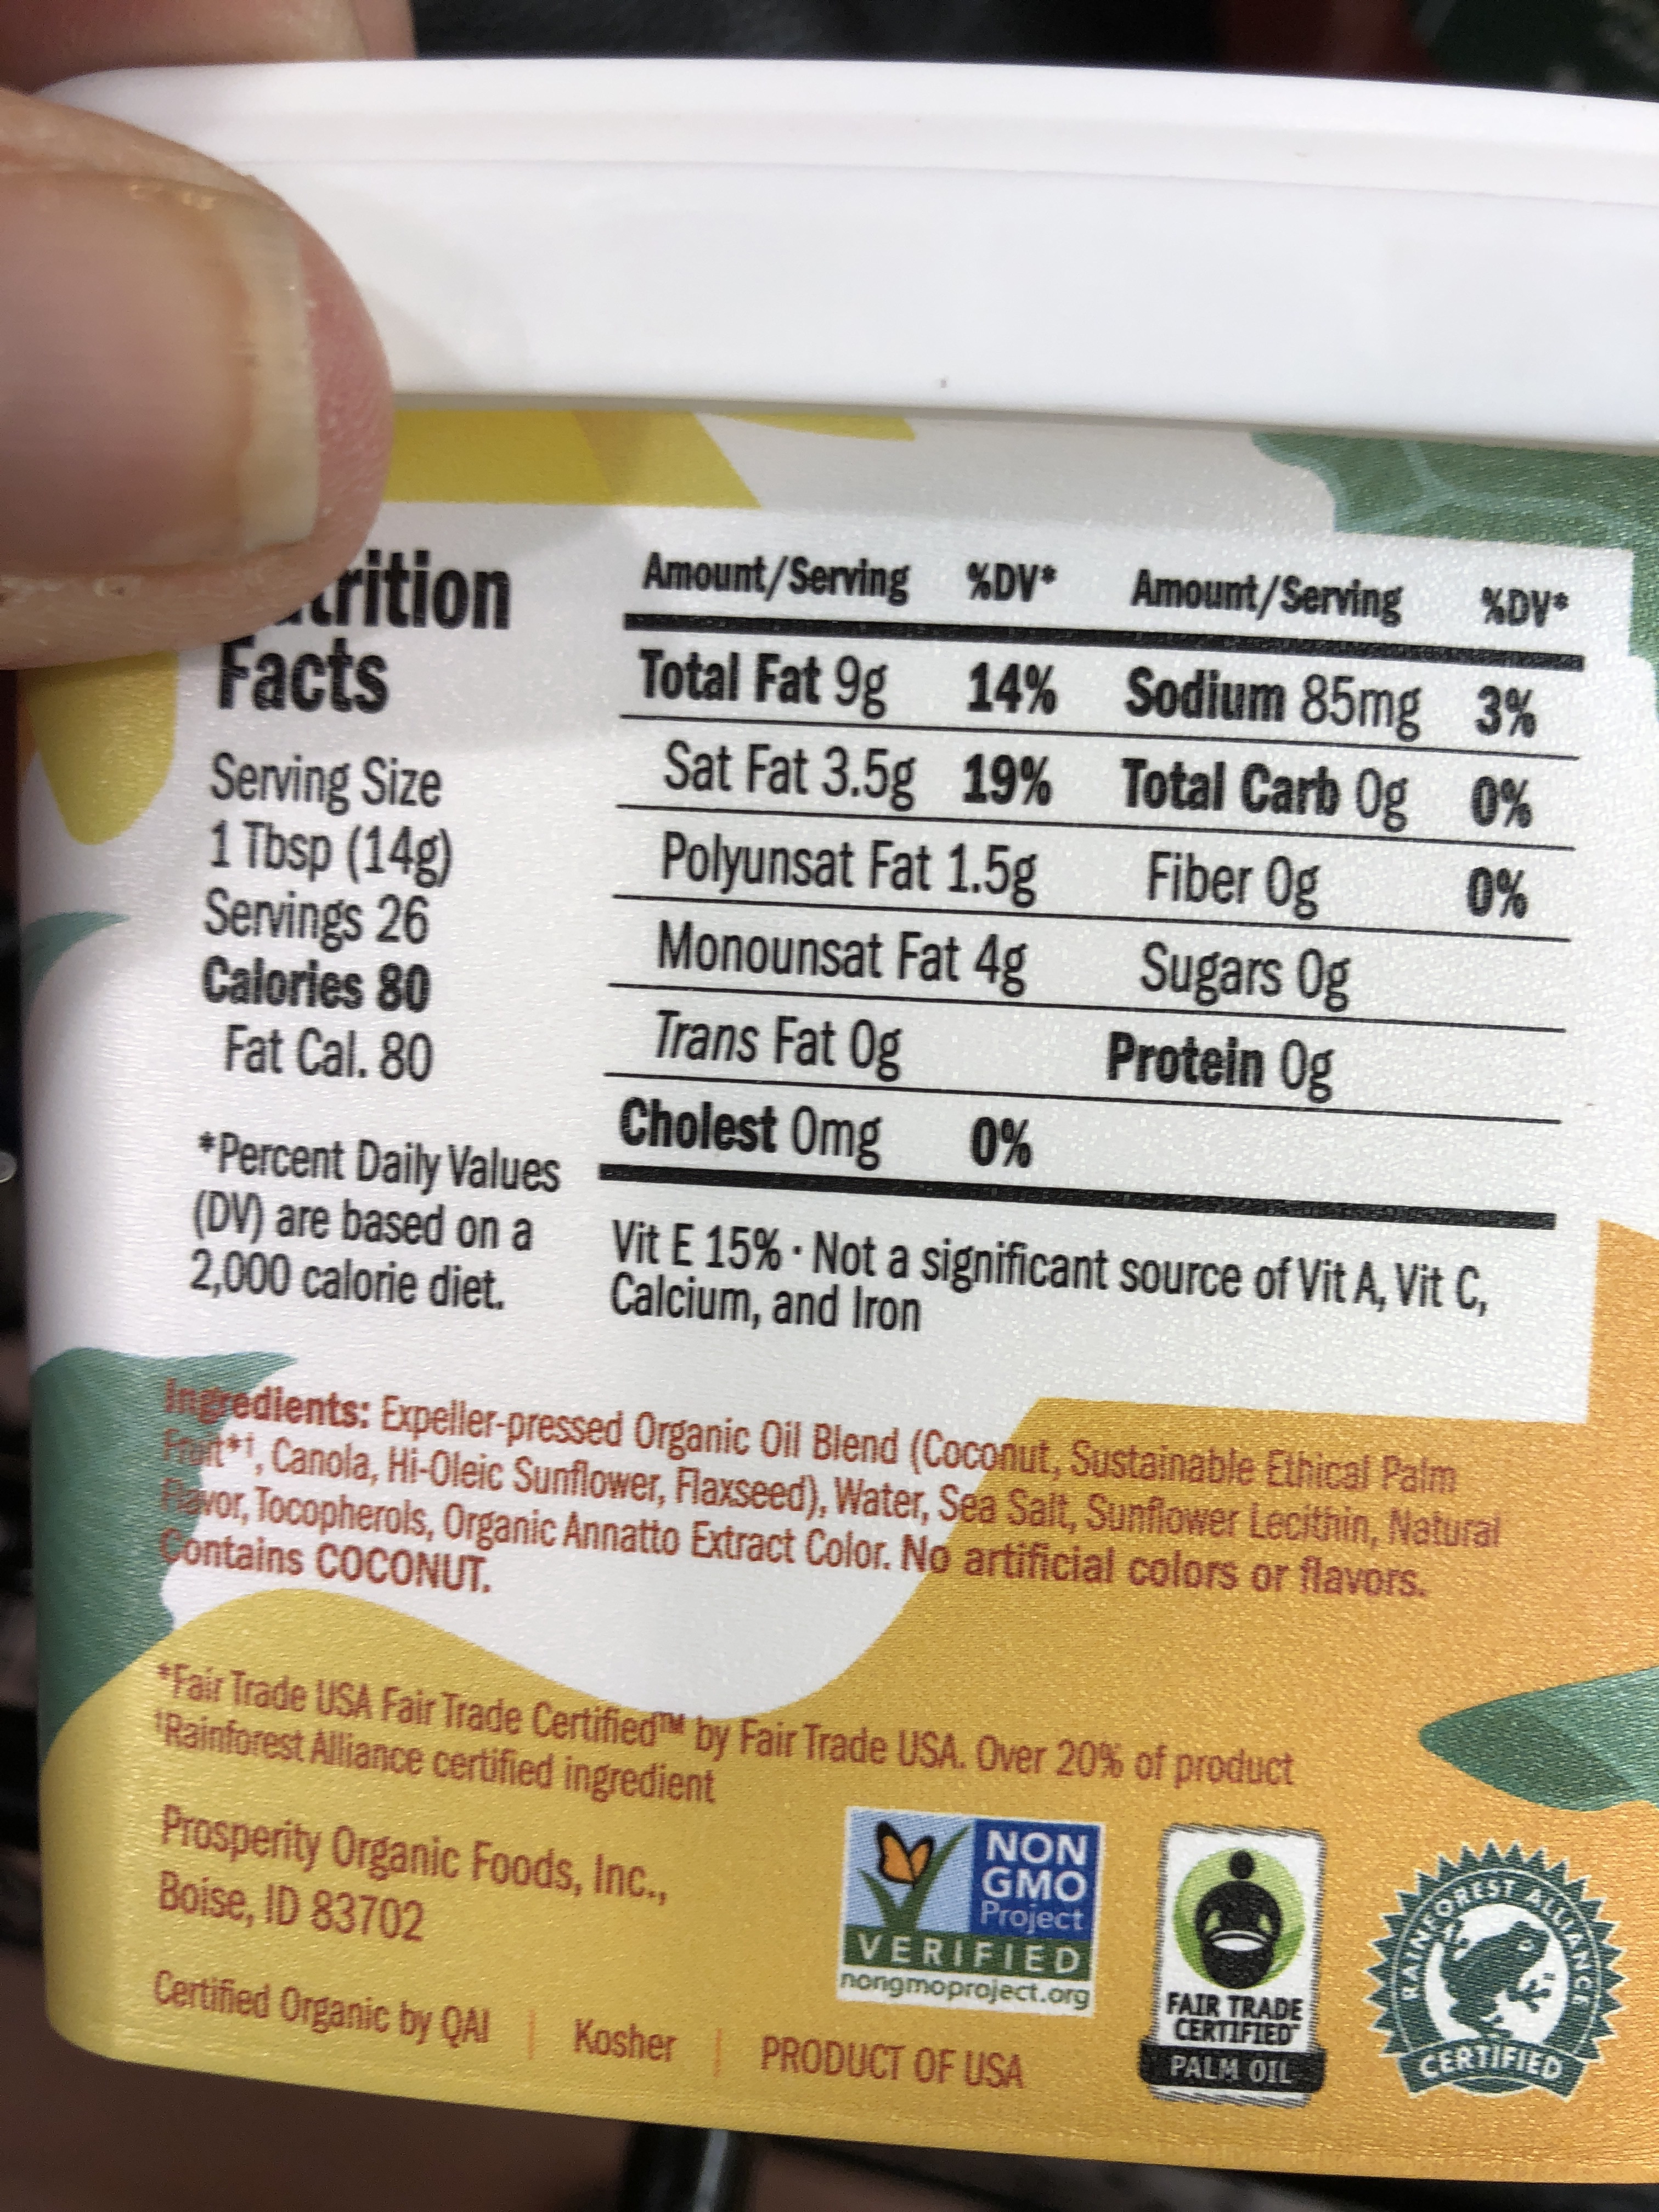 trition
Facts
Serving Size
1 Tbsp (14g)
Servings 26
Calories 80
Fat Cal. 80
*Percent Daily Values
(DV) are based on a
2,000 calorie diet.
Amount/Serving %DV* Amount/Serving %DV*
Total Fat 9g 14% Sodium 85mg 3%
Sat Fat 3.5g 19% Total Carb 0g 0%
Polyunsat Fat 1.5g Fiber 0g 0%
Monounsat Fat 4g Sugars 0g
Trans Fat 0g Protein 0g
Cholest 0mg 0%
Vit E 15% · Not a significant source of Vit A, Vit C,
Calcium, and Iron
Ingredients: Expeller-pressed Organic Oil Blend (Coconut, Sustainable Ethical Palm
Fruit*†, Canola, Hi-Oleic Sunflower, Flaxseed), Water, Sea Salt, Sunflower Lecithin, Natural
Flavor, Tocopherols, Organic Annatto Extract Color. No artificial colors or flavors.
Contains COCONUT.
*Fair Trade USA Fair Trade Certified™ by Fair Trade USA. Over 20% of product
†Rainforest Alliance certified ingredient
Prosperity Organic Foods, Inc.,
Boise, ID 83702
Certified Organic by QAI | Kosher | PRODUCT OF USA
NON
GMO
Project
VERIFIED
nongmoproject.org
FAIR TRADE
CERTIFIED™
PALM OIL
RAINFOREST ALLIANCE
CERTIFIED